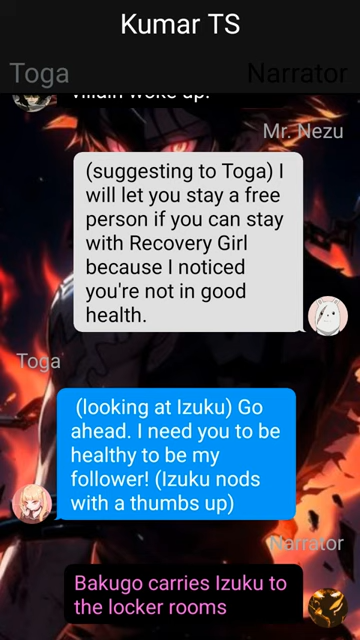 Kumar TS
Toga
Narrator
villain woke up!
Mr. Nezu
(suggesting to Toga) I
will let you stay a free
person if you can stay
with Recovery Girl
because I noticed
you're not in good
health.
Toga
(looking at Izuku) Go
ahead. I need you to be
healthy to be my
follower! (Izuku nods
with a thumbs up)
Narrator
Bakugo carries Izuku to
the locker rooms